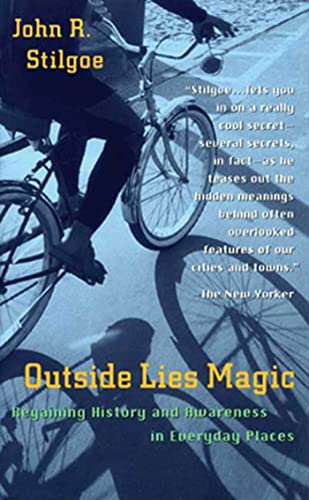 John R.
Stilgoe
“Stilgoe...lets you
in on a really
cool secret—
several secrets,
in fact—as he
teases out the
hidden meanings
behind often
overlooked
features of our
cities and towns.”
—The New Yorker
Outside Lies Magic
Regaining History and Awareness
in Everyday Places